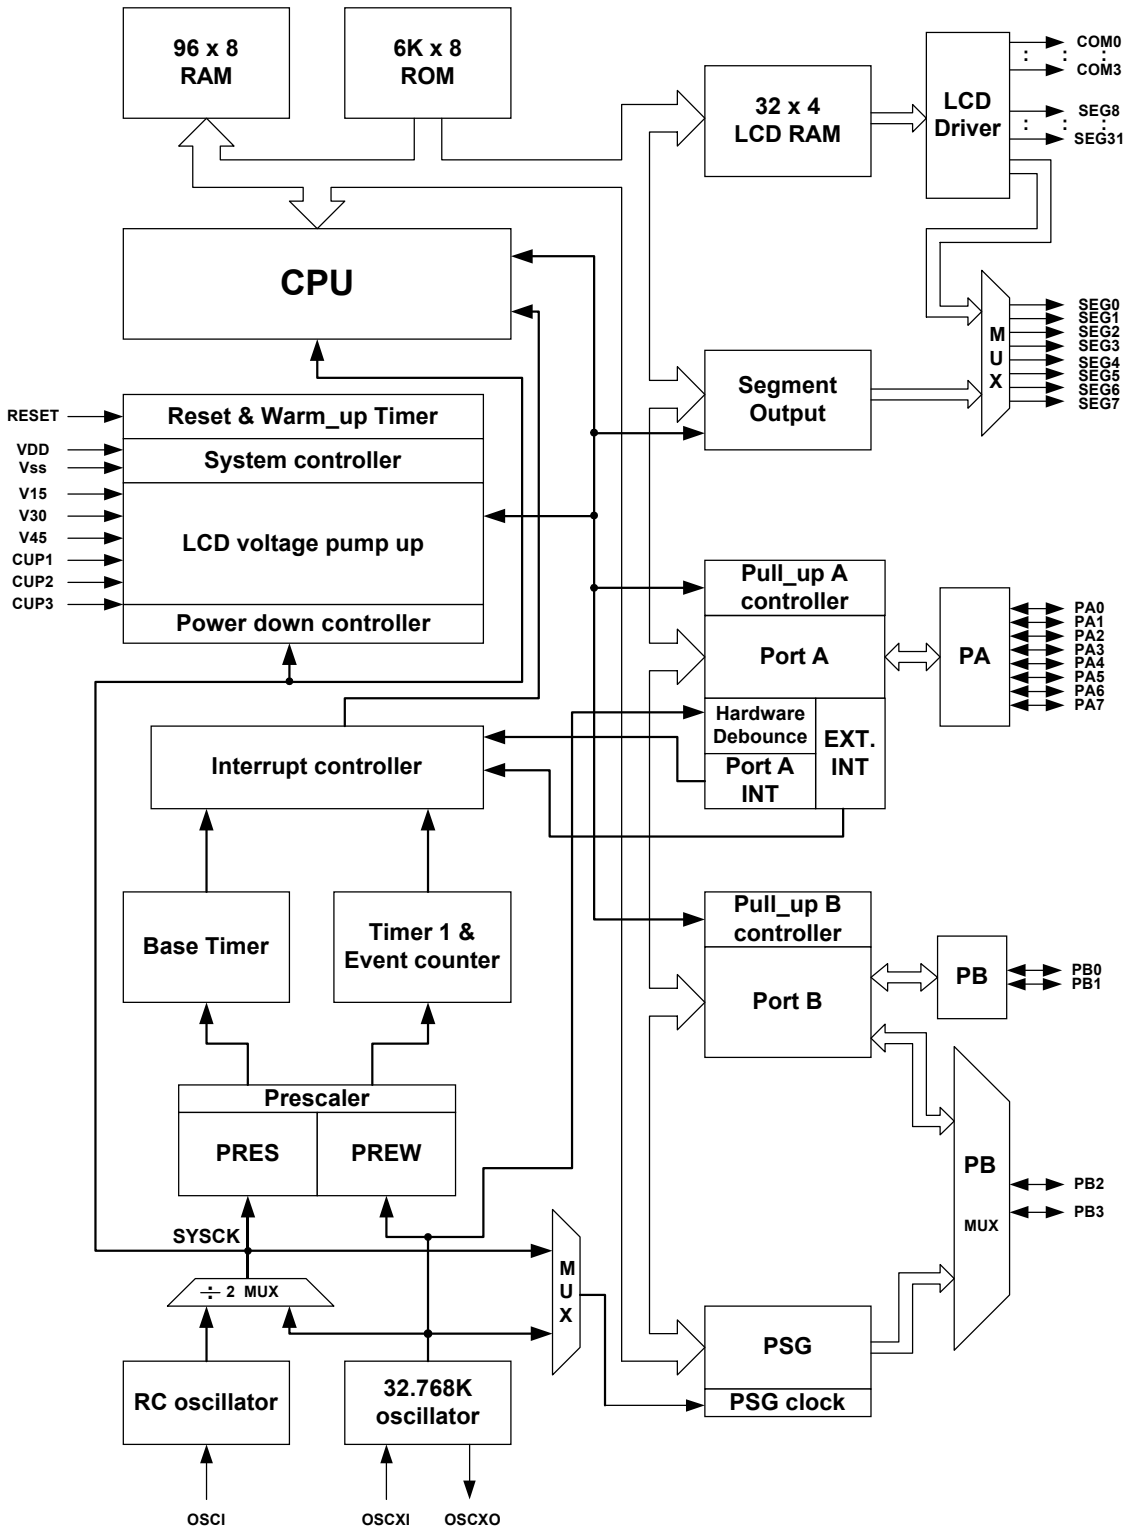 96 x 8
RAM
6K x 8
ROM
32 x 4
LCD RAM
LCD
Driver
COM0
: : :
COM3
SEG8
: : :
SEG31
CPU
M
U
X
SEG0
SEG1
SEG2
SEG3
SEG4
SEG5
SEG6
SEG7
Segment
Output
RESET
VDD
Vss
V15
V30
V45
CUP1
CUP2
CUP3
Reset & Warm_up Timer
System controller
LCD voltage pump up
Power down controller
Pull_up A
controller
Port A
Hardware
Debounce
Port A
INT
EXT.
INT
PA
PA0
PA1
PA2
PA3
PA4
PA5
PA6
PA7
Interrupt controller
Base Timer
Timer 1 &
Event counter
Pull_up B
controller
Port B
PB
PB0
PB1
Prescaler
PRES
PREW
PB
MUX
PB2
PB3
SYSCK
÷ 2 MUX
M
U
X
RC oscillator
32.768K
oscillator
PSG
PSG clock
OSCI
OSCXI
OSCXO